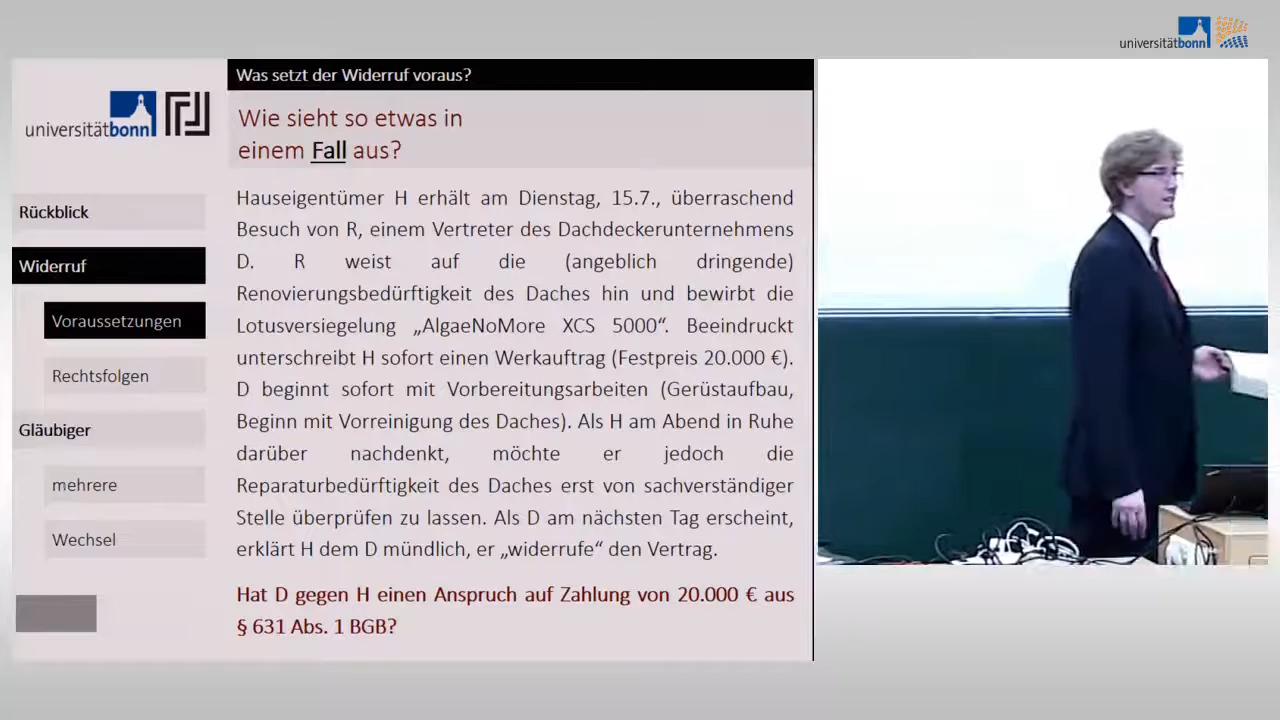 universitätbonn
Was setzt der Widerruf voraus?
universitätbonn
Wie sieht so etwas in
einem Fall aus?
Rückblick
Widerruf
Voraussetzungen
Rechtsfolgen
Gläubiger
mehrere
Wechsel
Hauseigentümer H erhält am Dienstag, 15.7., überraschend
Besuch von R, einem Vertreter des Dachdeckerunternehmens
D. R weist auf die (angeblich dringende)
Renovierungsbedürftigkeit des Daches hin und bewirbt die
Lotusversiegelung „AlgaeNoMore XCS 5000“. Beeindruckt
unterschreibt H sofort einen Werkauftrag (Festpreis 20.000 €).
D beginnt sofort mit Vorbereitungsarbeiten (Gerüstaufbau,
Beginn mit Vorreinigung des Daches). Als H am Abend in Ruhe
darüber nachdenkt, möchte er jedoch die
Reparaturbedürftigkeit des Daches erst von sachverständiger
Stelle überprüfen zu lassen. Als D am nächsten Tag erscheint,
erklärt H dem D mündlich, er „widerrufe“ den Vertrag.
Hat D gegen H einen Anspruch auf Zahlung von 20.000 € aus
§ 631 Abs. 1 BGB?